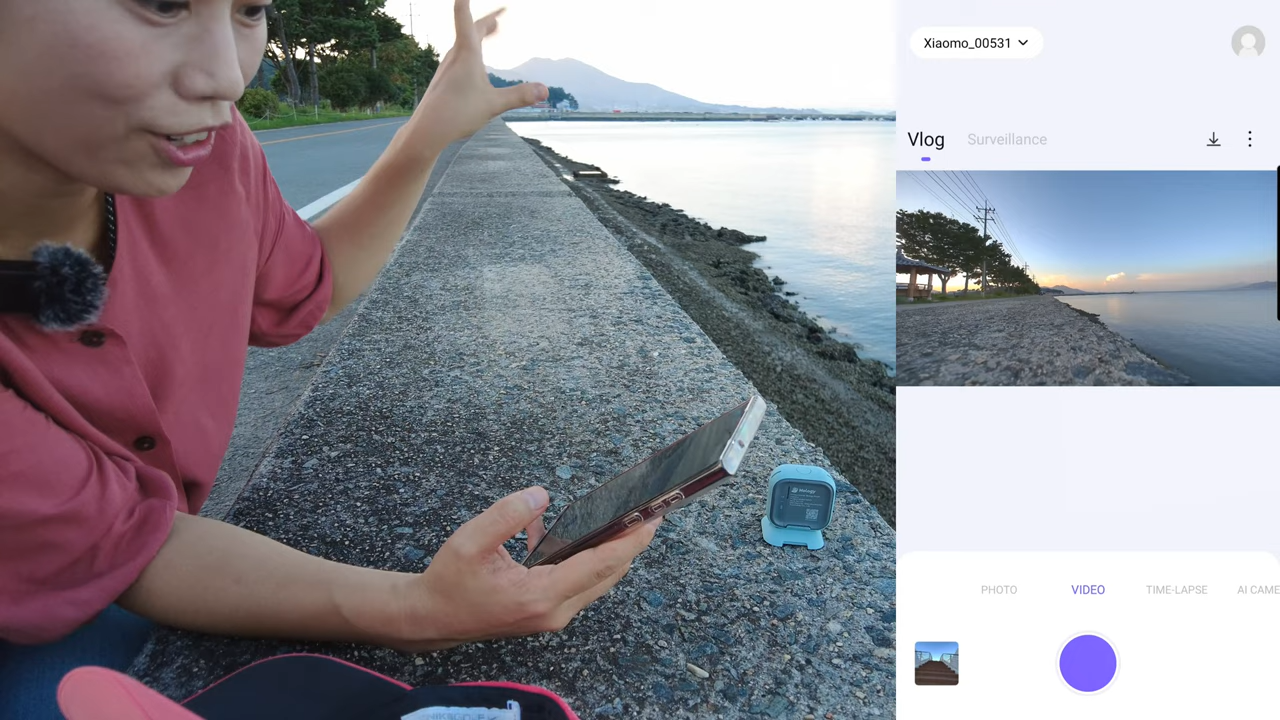 Xiaomo_00531
Vlog
Surveillance
PHOTO
VIDEO
TIME-LAPSE
AI CAME